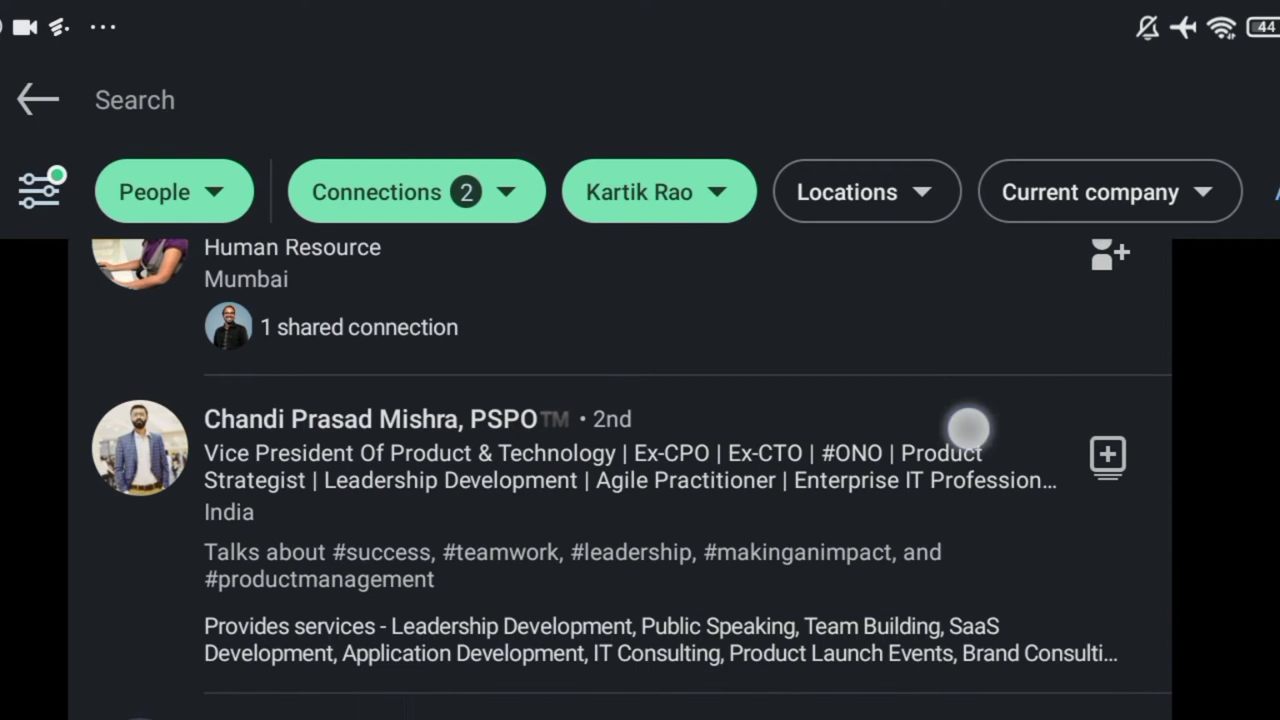 44
Search
People
Connections 2
Kartik Rao
Locations
Current company
Human Resource
Mumbai
1 shared connection
Chandi Prasad Mishra, PSPO™ • 2nd
Vice President Of Product & Technology | Ex-CPO | Ex-CTO | #ONO | Product
Strategist | Leadership Development | Agile Practitioner | Enterprise IT Profession...
India
Talks about #success, #teamwork, #leadership, #makinganimpact, and
#productmanagement
Provides services - Leadership Development, Public Speaking, Team Building, SaaS
Development, Application Development, IT Consulting, Product Launch Events, Brand Consulti...